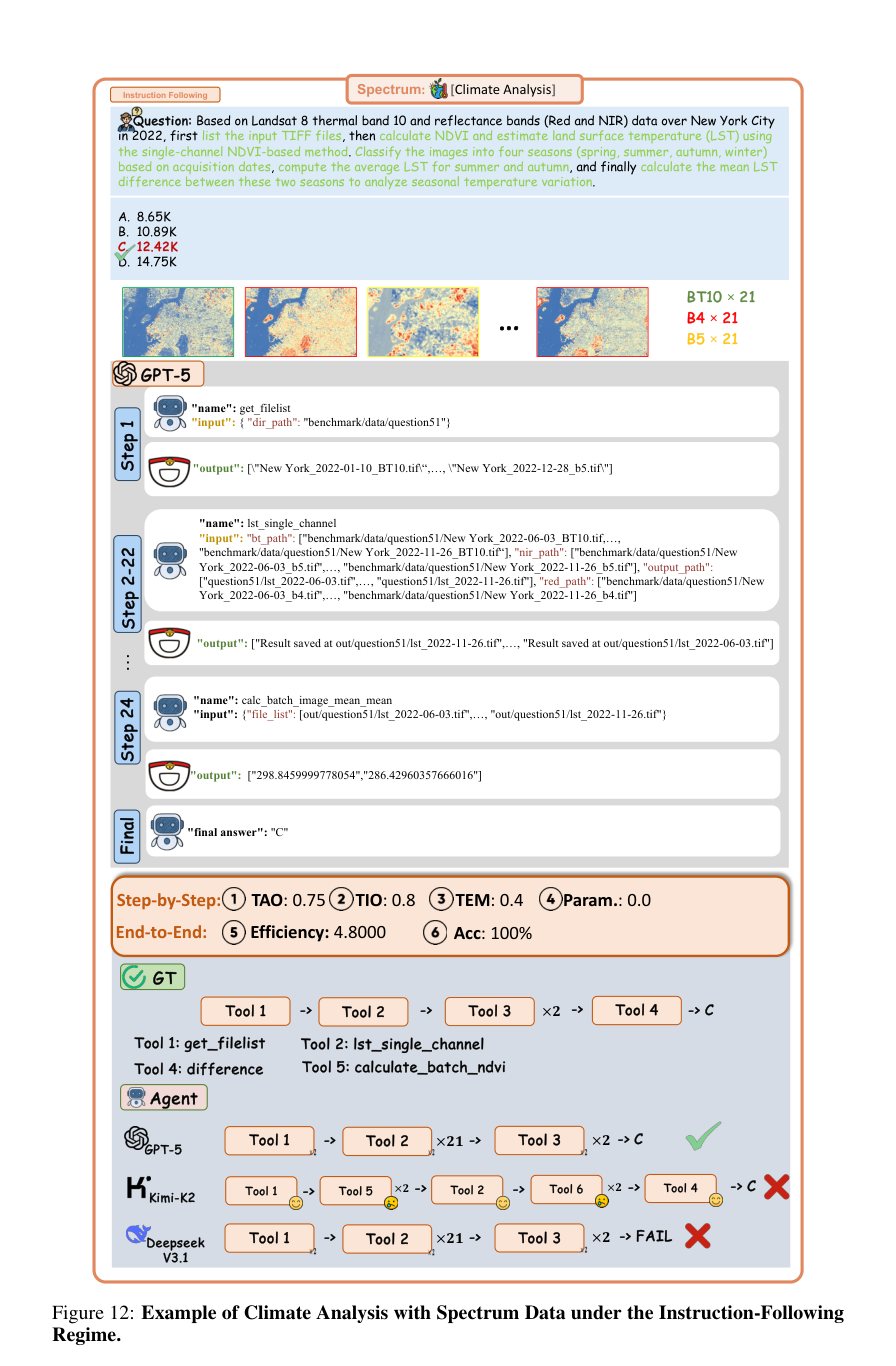 Instruction Following
Spectrum: [Climate Analysis]
Question: Based on Landsat 8 thermal band 10 and reflectance bands (Red and NIR) data over New York City
in 2022, first list the input TIFF files, then calculate NDVI and estimate land surface temperature (LST) using
the single-channel NDVI-based method. Classify the images into four seasons (spring, summer, autumn, winter)
based on acquisition dates, compute the average LST for summer and autumn, and finally calculate the mean LST
difference between these two seasons to analyze seasonal temperature variation.
A. 8.65K
B. 10.89K
C. 12.42K
D. 14.75K
BT10 × 21
B4 × 21
B5 × 21
...
GPT-5
Step 1
"name": get_filelist
"input": { "dir_path": "benchmark/data/question51"}
"output": [\"New York_2022-01-10_BT10.tif\“,…, \"New York_2022-12-28_b5.tif\"]
Step 2-22
"name": lst_single_channel
"input": "bt_path": ["benchmark/data/question51/New York_2022-06-03_BT10.tif,…,
"benchmark/data/question51/New York_2022-11-26_BT10.tif“], "nir_path": ["benchmark/data/question51/New
York_2022-06-03_b5.tif",…, "benchmark/data/question51/New York_2022-11-26_b5.tif"], "output_path":
["question51/lst_2022-06-03.tif",…, "question51/lst_2022-11-26.tif"], "red_path": ["benchmark/data/question51/New
York_2022-06-03_b4.tif",…, "benchmark/data/question51/New York_2022-11-26_b4.tif"]
"output": ["Result saved at out/question51/lst_2022-11-26.tif",…, "Result saved at out/question51/lst_2022-06-03.tif"]
...
Step 24
"name": calc_batch_image_mean_mean
"input": {"file_list": [out/question51/lst_2022-06-03.tif",…, "out/question51/lst_2022-11-26.tif"}
"output": ["298.8459999778054","286.42960357666016"]
Final
"final answer": "C"
Step-by-Step: 1 TAO: 0.75 2 TIO: 0.8 3 TEM: 0.4 4 Param.: 0.0
End-to-End: 5 Efficiency: 4.8000 6 Acc: 100%
GT
Tool 1 -> Tool 2 -> Tool 3 ×2 -> Tool 4 -> C
Tool 1: get_filelist Tool 2: lst_single_channel
Tool 4: difference Tool 5: calculate_batch_ndvi
Agent
GPT-5 Tool 1 -> Tool 2 ×21 -> Tool 3 ×2 -> C
Kimi-K2 Tool 1 -> Tool 5 ×2 -> Tool 2 -> Tool 6 ×2 -> Tool 4 -> C
Deepseek Tool 1 -> Tool 2 ×21 -> Tool 3 ×2 -> FAIL
V3.1
Figure 12: Example of Climate Analysis with Spectrum Data under the Instruction-Following
Regime.